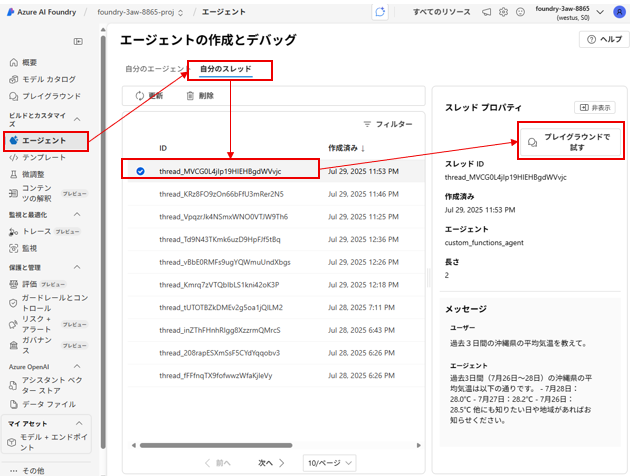 Azure AI Foundry / foundry-3aw-8865-proj / エージェント
すべてのリソース
foundry-3aw-8865
(westus, S0)
エージェントの作成とデバッグ
ヘルプ
概要
モデル カタログ
プレイグラウンド
ビルドとカスタマイ
ズ
エージェント
テンプレート
微調整
コンテン
ツの解釈
プレビュー
監視と最適化
トレース プレビュー
監視
保護と管理
評価 プレビュー
ガードレールとコン
トロール
リスク +
アラート
プレビュー
ガバナン
ス
プレビュー
Azure OpenAI
アシスタント ベク
ター ストア
データ ファイル
マイ アセット
モデル + エンドポイ
ント
… その他
自分のエージェント
自分のスレッド
更新
削除
フィルター
ID
作成済み ↓
thread_MVCG0L4jlp19HIEHBgdWVvjc Jul 29, 2025 11:53 PM
thread_KRz8FO9zOn66bFfU3mRer2N5 Jul 29, 2025 11:46 PM
thread_VpqzrJk4NSmxWNO0VTJW9Th6 Jul 29, 2025 11:25 PM
thread_Td9N43TKmk6uzD9HpFJf5tBq Jul 29, 2025 12:36 PM
thread_vBbE0RMFs9ugYQWmuUndXbgs Jul 29, 2025 12:26 PM
thread_Kmrq7zVTQbIbLS1kni42oK3P Jul 29, 2025 12:18 PM
thread_tUTOTBZkDMEv2g5oa1jQJLM2 Jul 28, 2025 7:11 PM
thread_inZThFHnhRIgg8XzzrmQMrcS Jul 28, 2025 6:43 PM
thread_208rapESXmSsF5CYdYqqobv3 Jul 28, 2025 6:26 PM
thread_fFFfnqTX9fofwwzWfaKjleVy Jul 28, 2025 6:26 PM
前へ
次へ
10/ページ
スレッド プロパティ
非表示
プレイグラウンドで
試す
スレッド ID
thread_MVCG0L4jlp19HIEHBgdWVvjc
作成済み
Jul 29, 2025 11:53 PM
エージェント
custom_functions_agent
長さ
2
メッセージ
ユーザー
過去３日間の沖縄県の平均気温を教えて。
エージェント
過去3日間（7月26日～28日）の沖縄県の平
均気温は以下の通りです。 - 7月28日：
28.0℃ - 7月27日：28.2℃ - 7月26日：
28.5℃ 他にも知りたい日や地域があればお
知らせください。